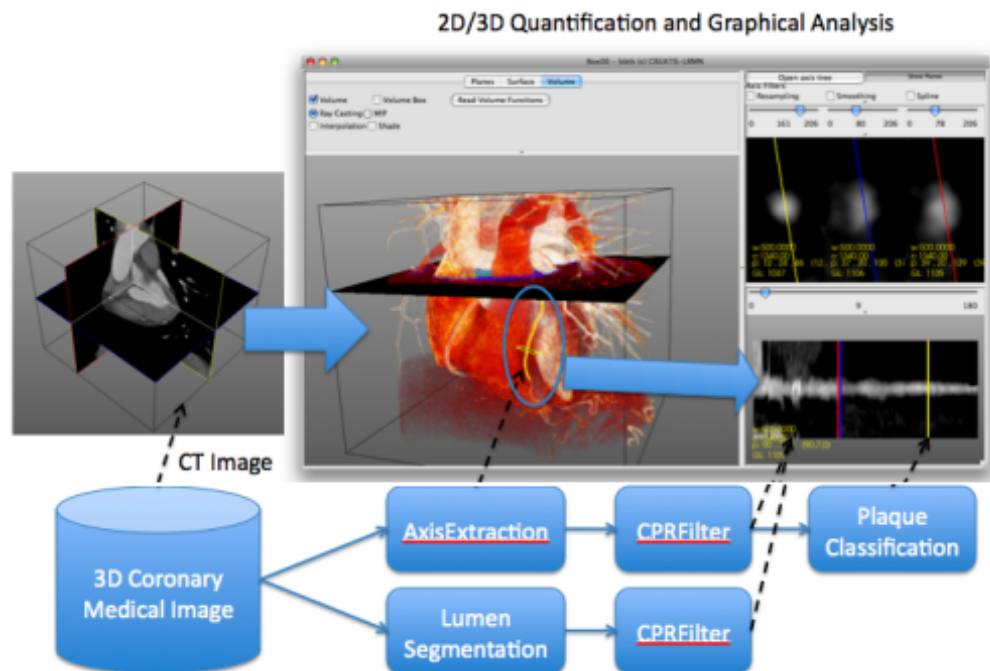 2D/3D Quantification and Graphical Analysis
Planes Surface Volume
Volume Volume Box Read Volume Functions
Ray Casting MIP
Interpolation Shade
Open axis tree
Axis Filters
Resampling Smoothing Spline
0 161 206 0 80 206 0 78 206
0 9 180
CT Image
3D Coronary
Medical Image
AxisExtraction
CPRFilter
Plaque
Classification
Lumen
Segmentation
CPRFilter